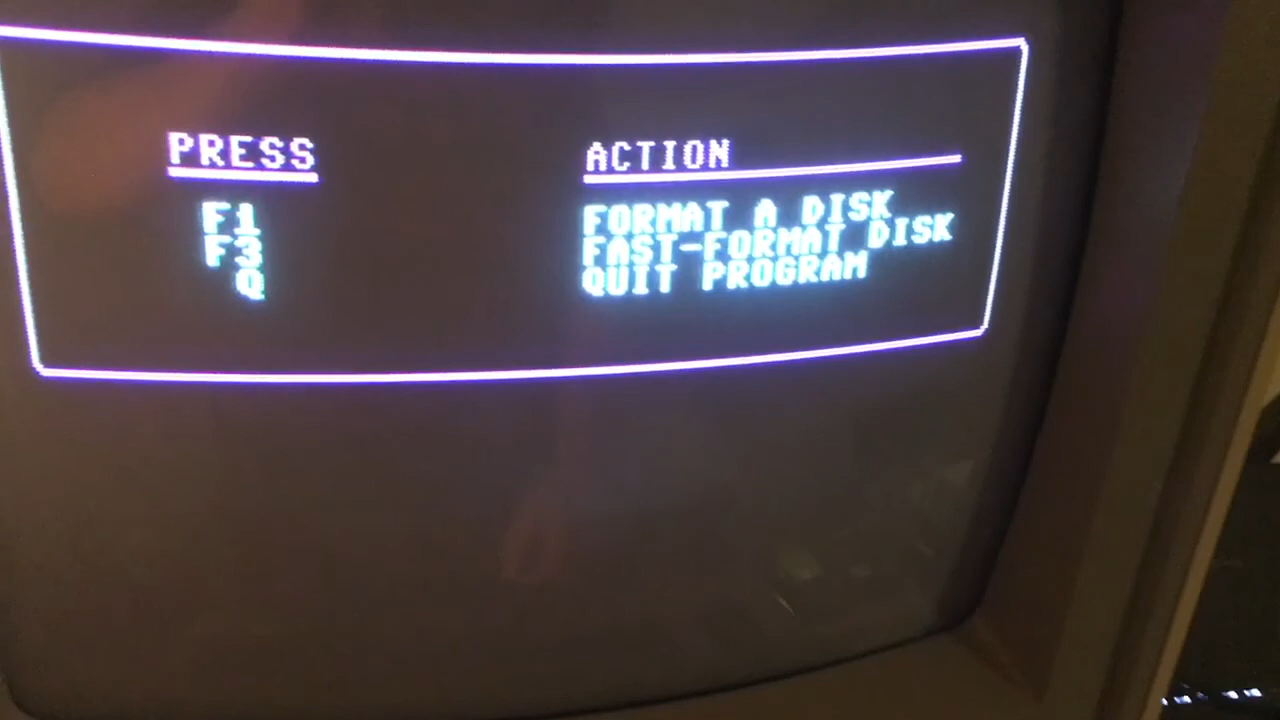 PRESS ACTION
F1 FORMAT A DISK
F3 FAST-FORMAT DISK
Q QUIT PROGRAM